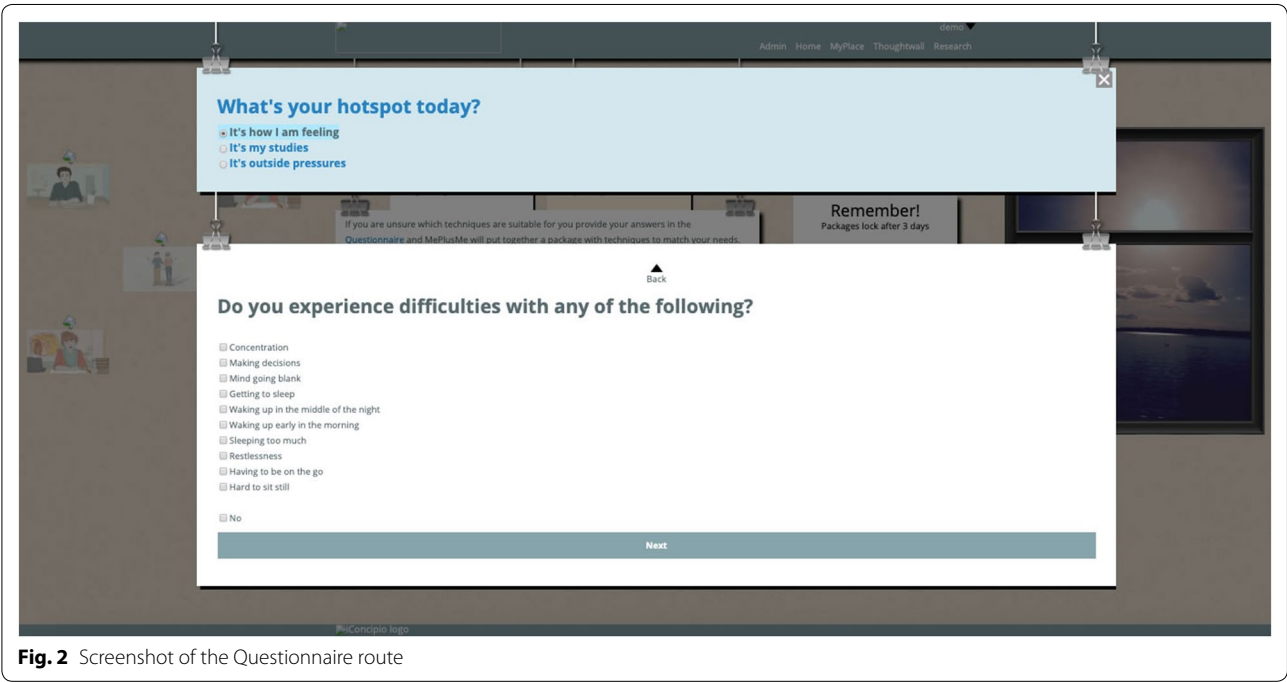 demo
Admin Home MyPlace Thoughtwall Research
What's your hotspot today?
It's how I am feeling
It's my studies
It's outside pressures
If you are unsure which techniques are suitable for you provide your answers in the
Questionnaire and MePlusMe will put together a package with techniques to match your needs.
Remember!
Packages lock after 3 days
Back
Do you experience difficulties with any of the following?
Concentration
Making decisions
Mind going blank
Getting to sleep
Waking up in the middle of the night
Waking up early in the morning
Sleeping too much
Restlessness
Having to be on the go
Hard to sit still
No
Next
iConcipio logo
Fig. 2 Screenshot of the Questionnaire route